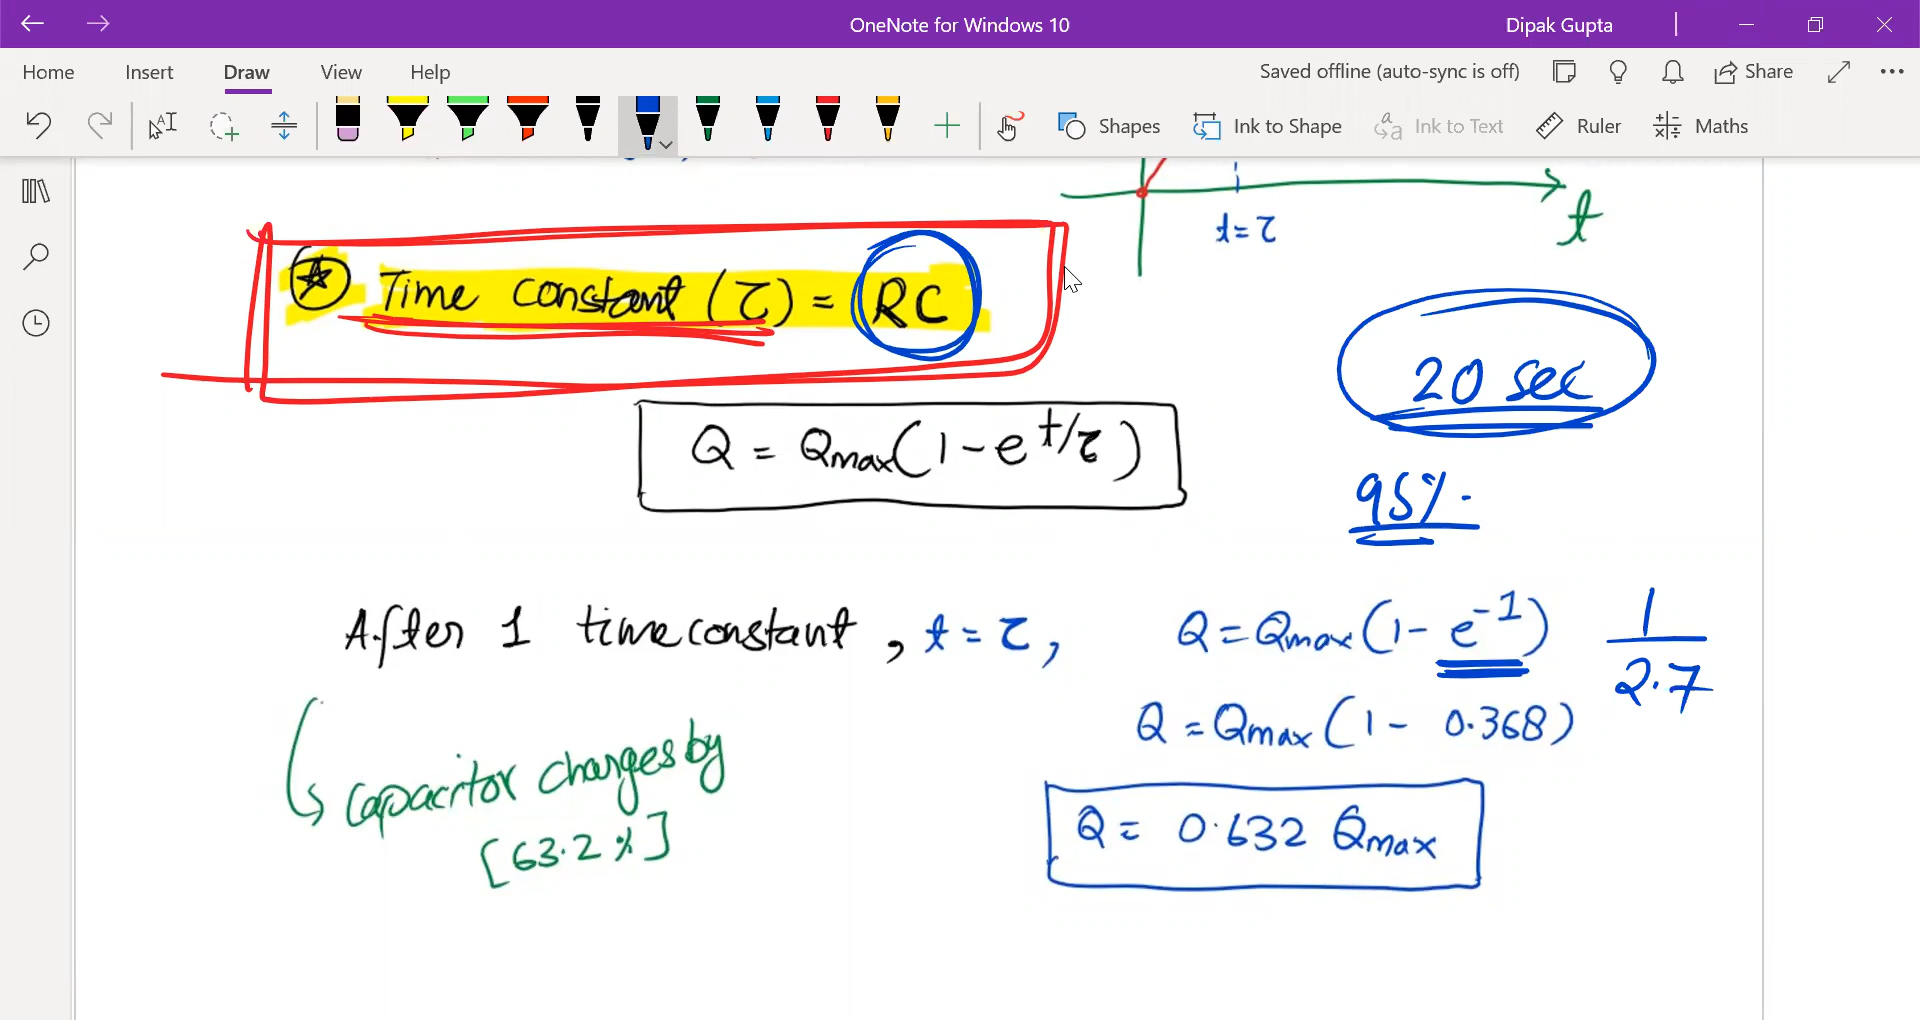 OneNote for Windows 10
Dipak Gupta
Home Insert Draw View Help
Saved offline (auto-sync is off)
Share
Shapes
Ink to Shape
Ink to Text
Ruler
Maths
t = τ
t
Time constant (τ) = RC
20 sec
Q = Qmax(1 - e^t/τ)
95%.
After 1 timeconstant, t = τ,
Q = Qmax(1 - e^-1)
1/2.7
Q = Qmax(1 - 0.368)
Capacitor charges by
[63.2%]
Q = 0.632 Qmax